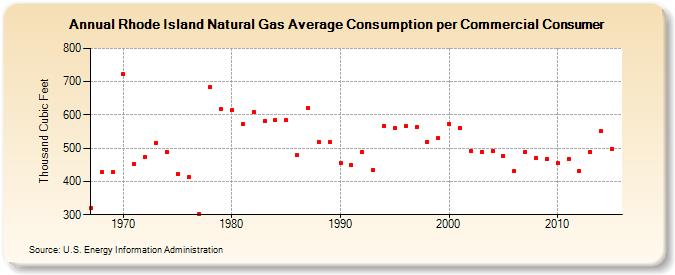 Annual Rhode Island Natural Gas Average Consumption per Commercial Consumer
Thousand Cubic Feet
800
700
600
500
400
300
1970 1980 1990 2000 2010
Source: U.S. Energy Information Administration